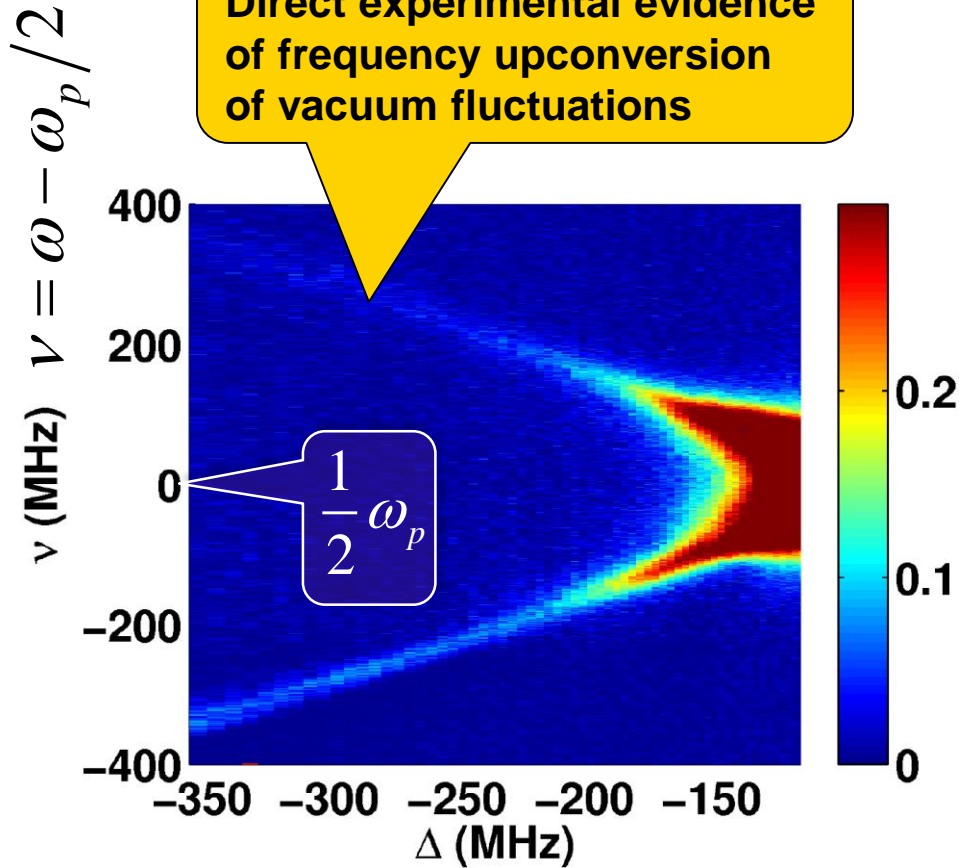 Direct experimental evidence
of frequency upconversion
of vacuum fluctuations
ν = ω − ω_p/2
ν (MHz)
400
200
0
−200
−400
1/2 ω_p
−350 −300 −250 −200 −150
Δ (MHz)
0.2
0.1
0